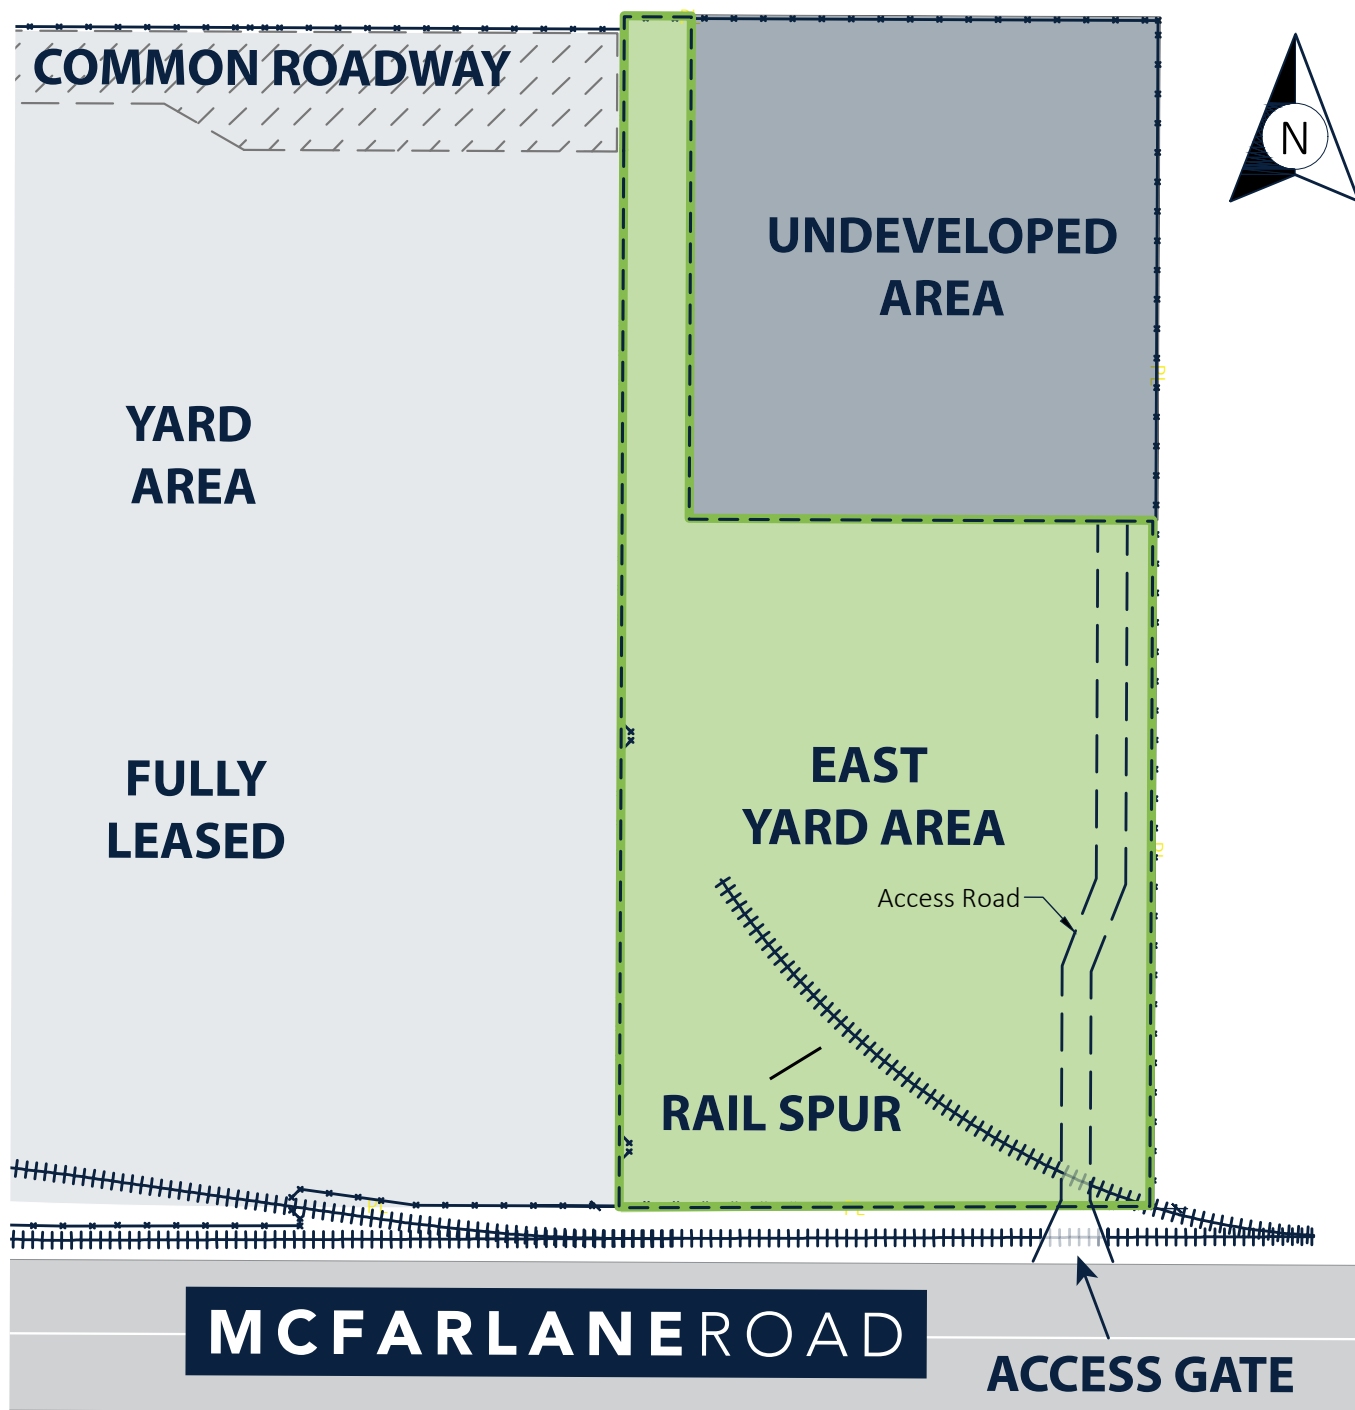 COMMON ROADWAY
N
UNDEVELOPED
AREA
YARD
AREA
FULLY
LEASED
EAST
YARD AREA
Access Road
RAIL SPUR
MCFARLANEROAD
ACCESS GATE